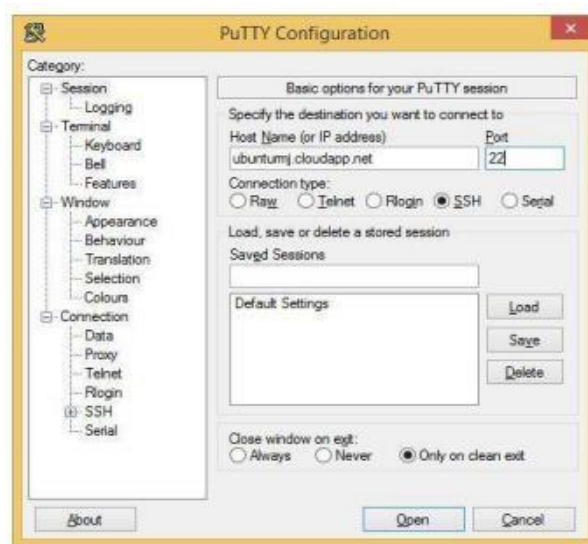 PuTTY Configuration
Category:
Session
Logging
Terminal
Keyboard
Bell
Features
Window
Appearance
Behaviour
Translation
Selection
Colours
Connection
Data
Proxy
Telnet
Rlogin
SSH
Serial
Basic options for your PuTTY session
Specify the destination you want to connect to
Host Name (or IP address) Port
ubunturmj.cloudapp.net 22
Connection type:
Raw Telnet Rlogin SSH Serial
Load, save or delete a stored session
Saved Sessions
Default Settings
Load
Save
Delete
Close window on exit:
Always Never Only on clean exit
About Open Cancel